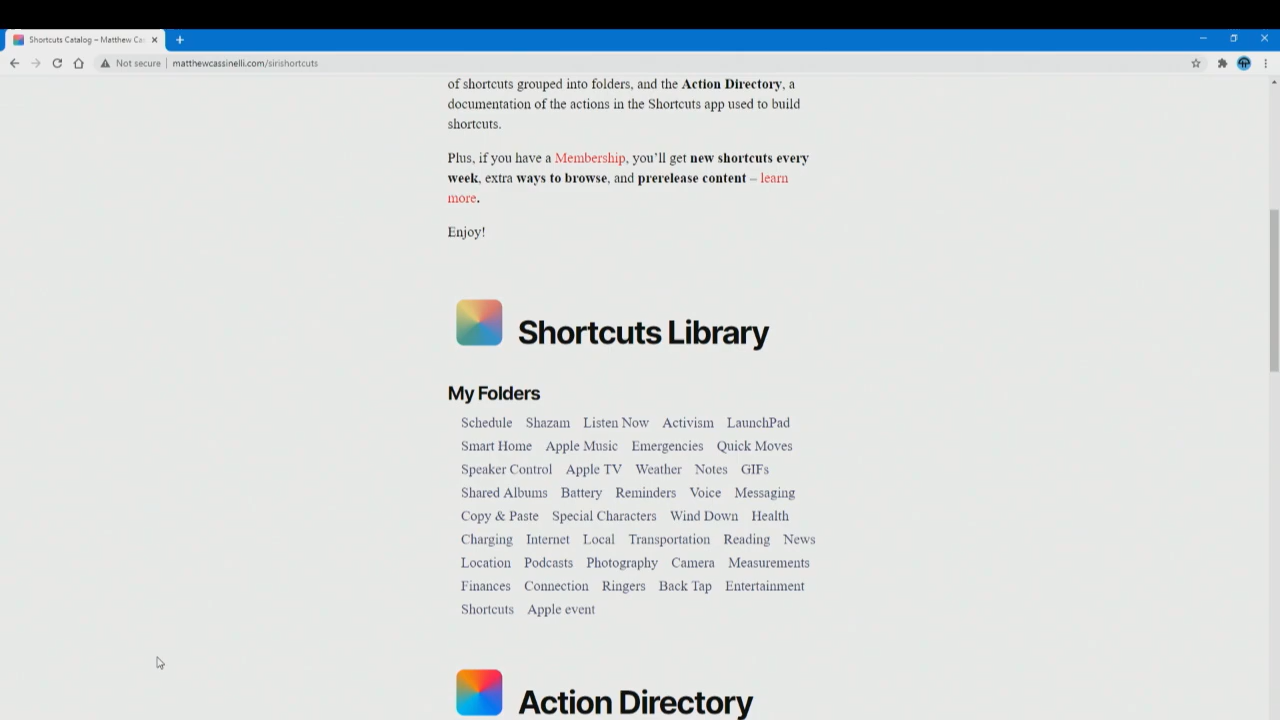 Shortcuts Catalog – Matthew Ca
Not secure | matthewcassinelli.com/sirishortcuts
of shortcuts grouped into folders, and the Action Directory, a
documentation of the actions in the Shortcuts app used to build
shortcuts.
Plus, if you have a Membership, you’ll get new shortcuts every
week, extra ways to browse, and prerelease content – learn
more.
Enjoy!
Shortcuts Library
My Folders
Schedule Shazam Listen Now Activism LaunchPad
Smart Home Apple Music Emergencies Quick Moves
Speaker Control Apple TV Weather Notes GIFs
Shared Albums Battery Reminders Voice Messaging
Copy & Paste Special Characters Wind Down Health
Charging Internet Local Transportation Reading News
Location Podcasts Photography Camera Measurements
Finances Connection Ringers Back Tap Entertainment
Shortcuts Apple event
Action Directory